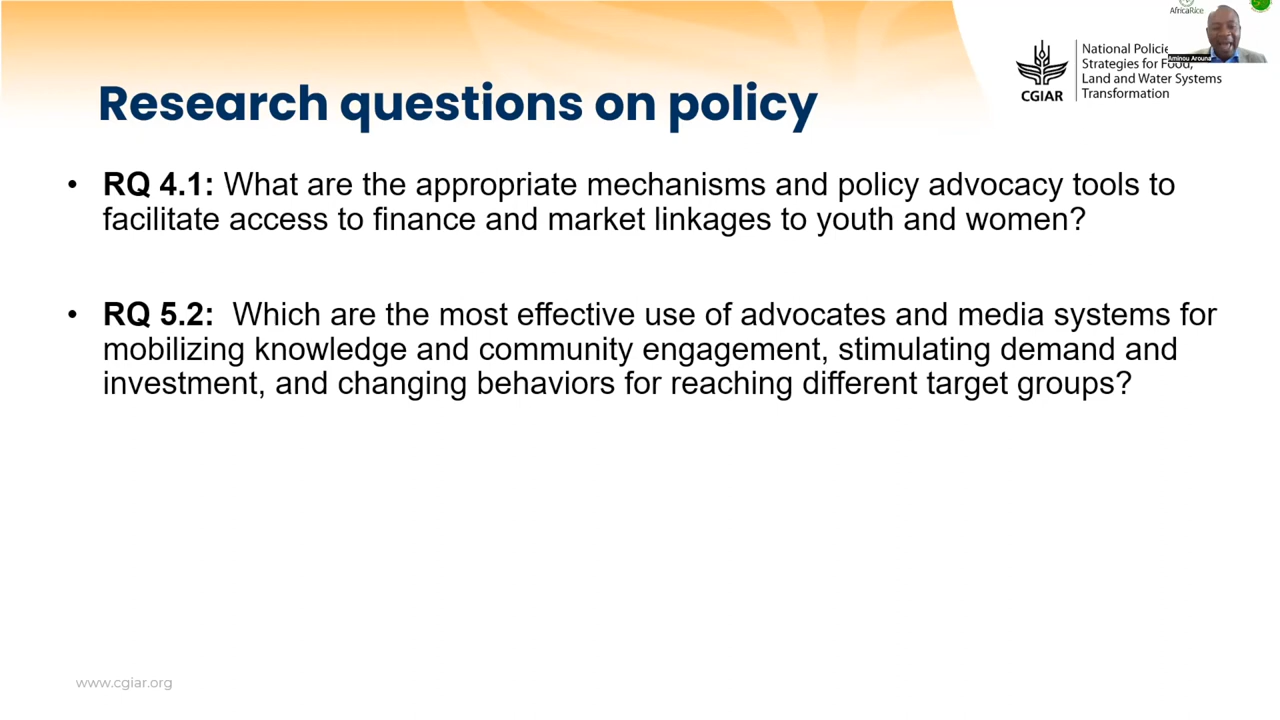 AfricaRice
Aminou Arouna
CGIAR
National Policie
Strategies for Food,
Land and Water Systems
Transformation
Research questions on policy
• RQ 4.1: What are the appropriate mechanisms and policy advocacy tools to
facilitate access to finance and market linkages to youth and women?
• RQ 5.2: Which are the most effective use of advocates and media systems for
mobilizing knowledge and community engagement, stimulating demand and
investment, and changing behaviors for reaching different target groups?
www.cgiar.org